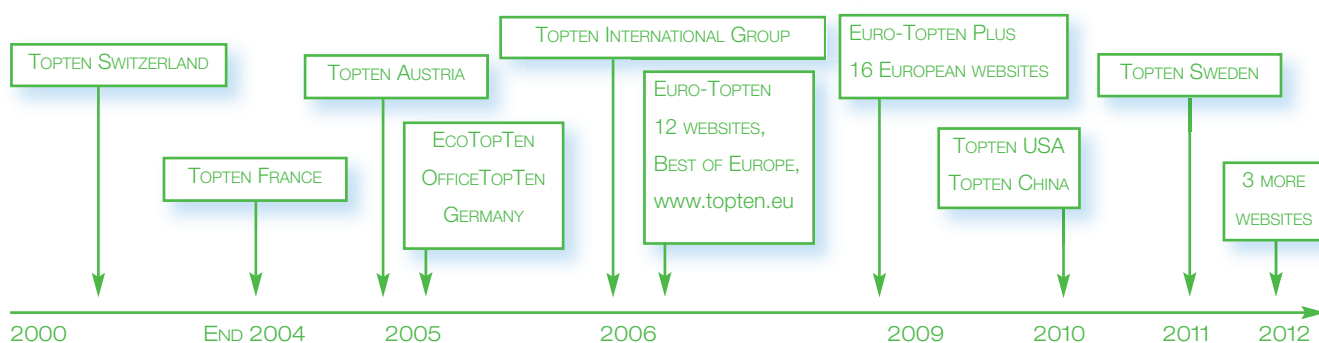 Topten Switzerland
Topten France
Topten Austria
EcoTopTen
OfficeTopTen
Germany
Topten International Group
Euro-Topten
12 websites,
Best of Europe,
www.topten.eu
Euro-Topten Plus
16 European websites
Topten USA
Topten China
Topten Sweden
3 more
websites
2000
End 2004
2005
2006
2009
2010
2011
2012